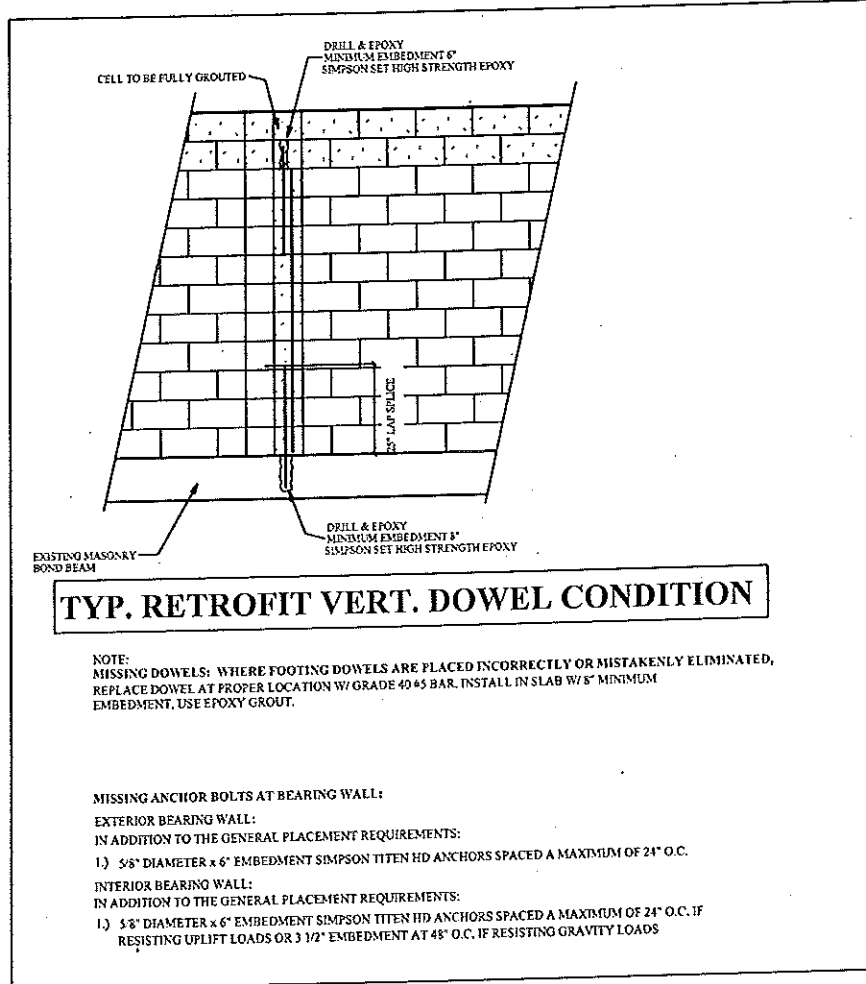 DRILL & EPOXY
MINIMUM EMBEDMENT 6"
SIMPSON SET HIGH STRENGTH EPOXY
CELL TO BE FULLY GROUTED
25" LAP SPLICE
DRILL & EPOXY
MINIMUM EMBEDMENT 8"
SIMPSON SET HIGH STRENGTH EPOXY
EXISTING MASONRY
BOND BEAM
TYP. RETROFIT VERT. DOWEL CONDITION
NOTE:
MISSING DOWELS: WHERE FOOTING DOWELS ARE PLACED INCORRECTLY OR MISTAKENLY ELIMINATED,
REPLACE DOWEL AT PROPER LOCATION W/ GRADE 40 #5 BAR. INSTALL IN SLAB W/ 8" MINIMUM
EMBEDMENT, USE EPOXY GROUT.
MISSING ANCHOR BOLTS AT BEARING WALL:
EXTERIOR BEARING WALL:
IN ADDITION TO THE GENERAL PLACEMENT REQUIREMENTS:
1.) 5/8" DIAMETER x 6" EMBEDMENT SIMPSON TITEN HD ANCHORS SPACED A MAXIMUM OF 24" O.C.
INTERIOR BEARING WALL:
IN ADDITION TO THE GENERAL PLACEMENT REQUIREMENTS:
1.) 5/8" DIAMETER x 6" EMBEDMENT SIMPSON TITEN HD ANCHORS SPACED A MAXIMUM OF 24" O.C. IF
RESISTING UPLIFT LOADS OR 3 1/2" EMBEDMENT AT 48" O.C. IF RESISTING GRAVITY LOADS